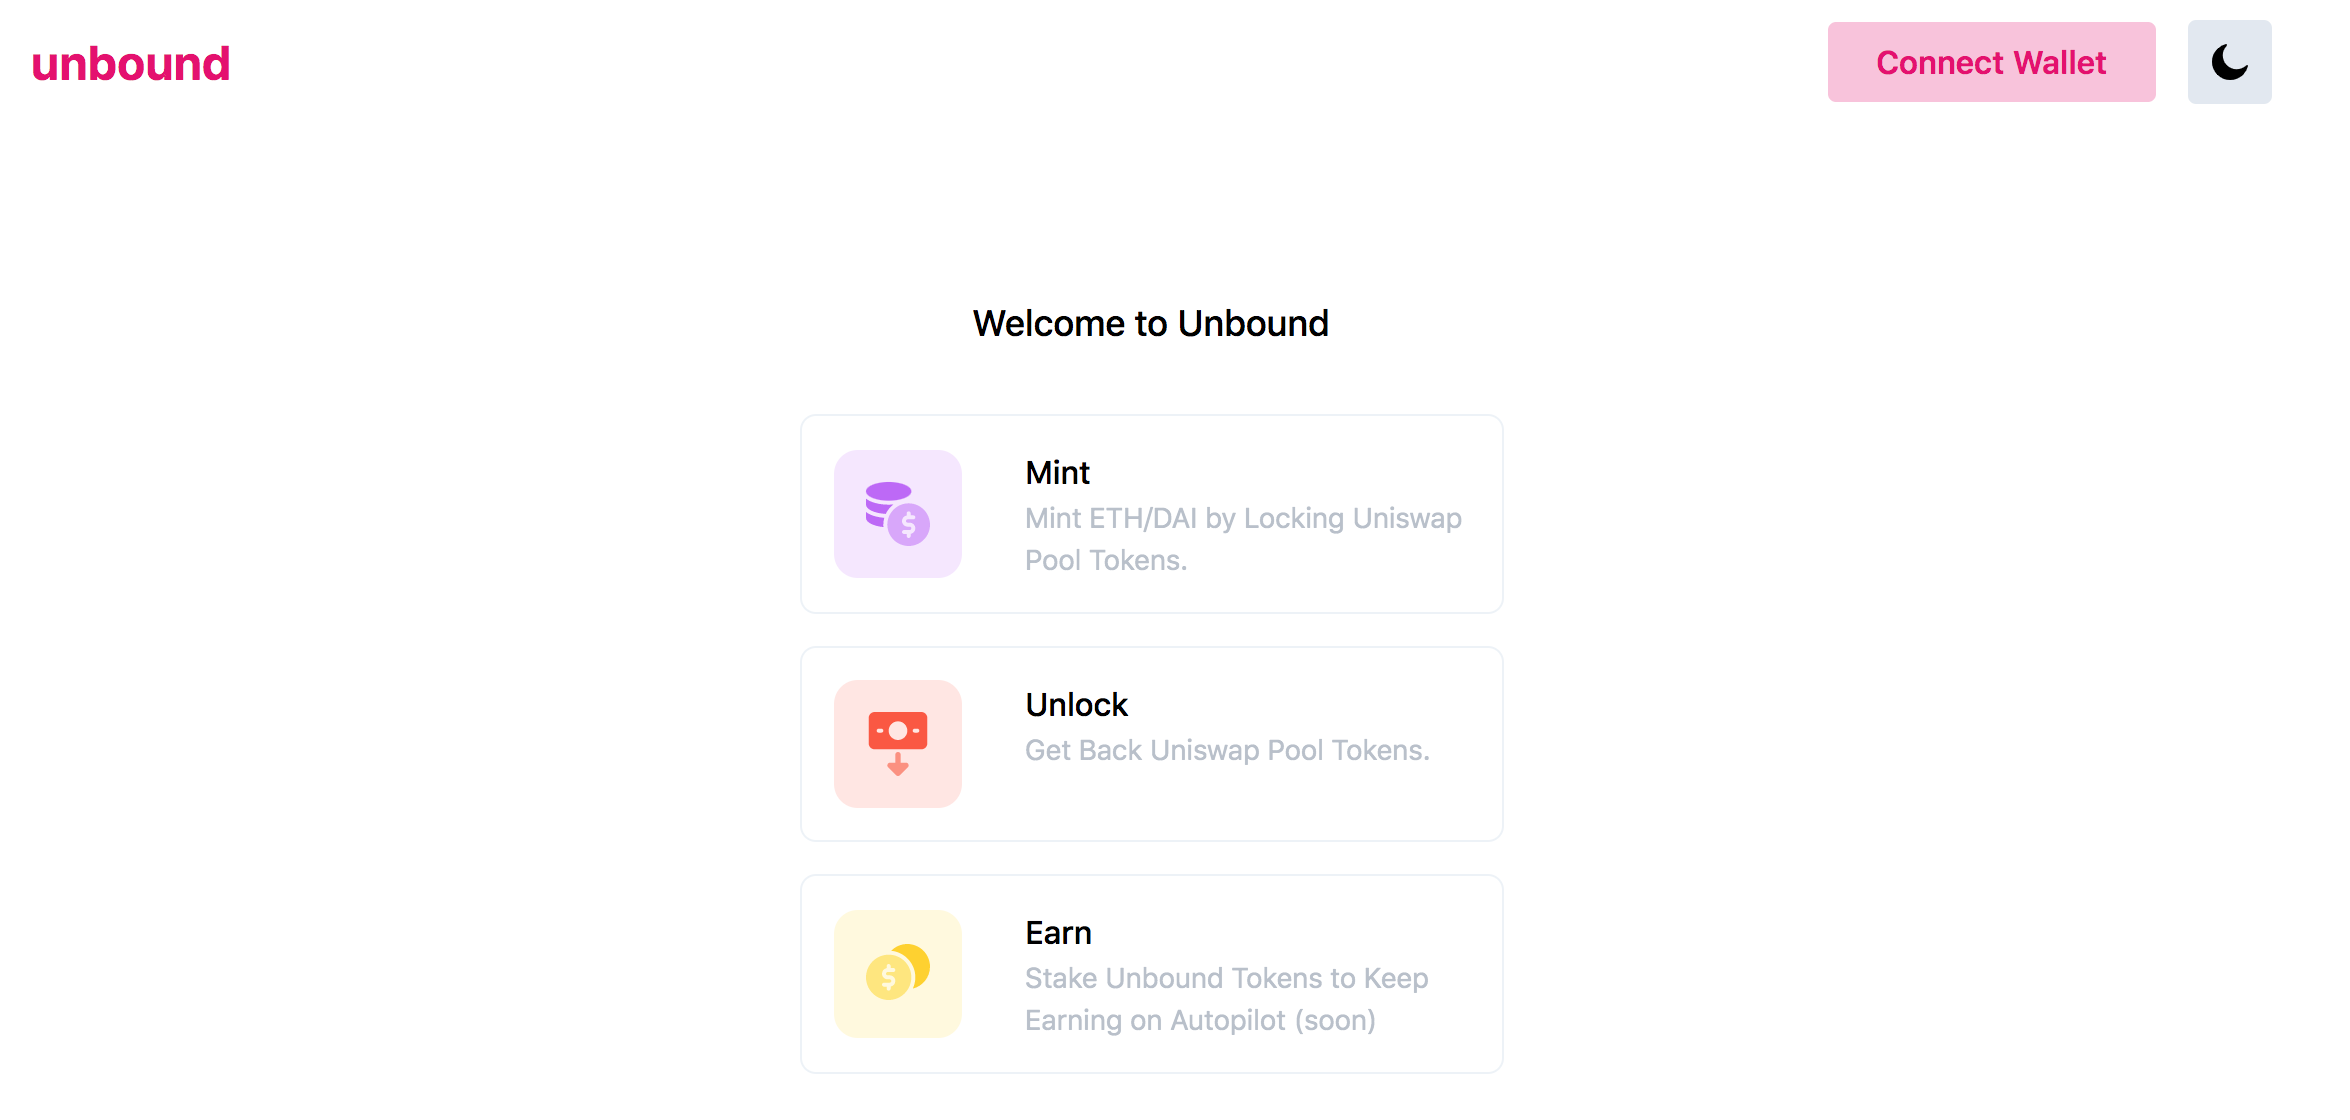 unbound
Connect Wallet
Welcome to Unbound
Mint
Mint ETH/DAI by Locking Uniswap
Pool Tokens.
Unlock
Get Back Uniswap Pool Tokens.
Earn
Stake Unbound Tokens to Keep
Earning on Autopilot (soon)